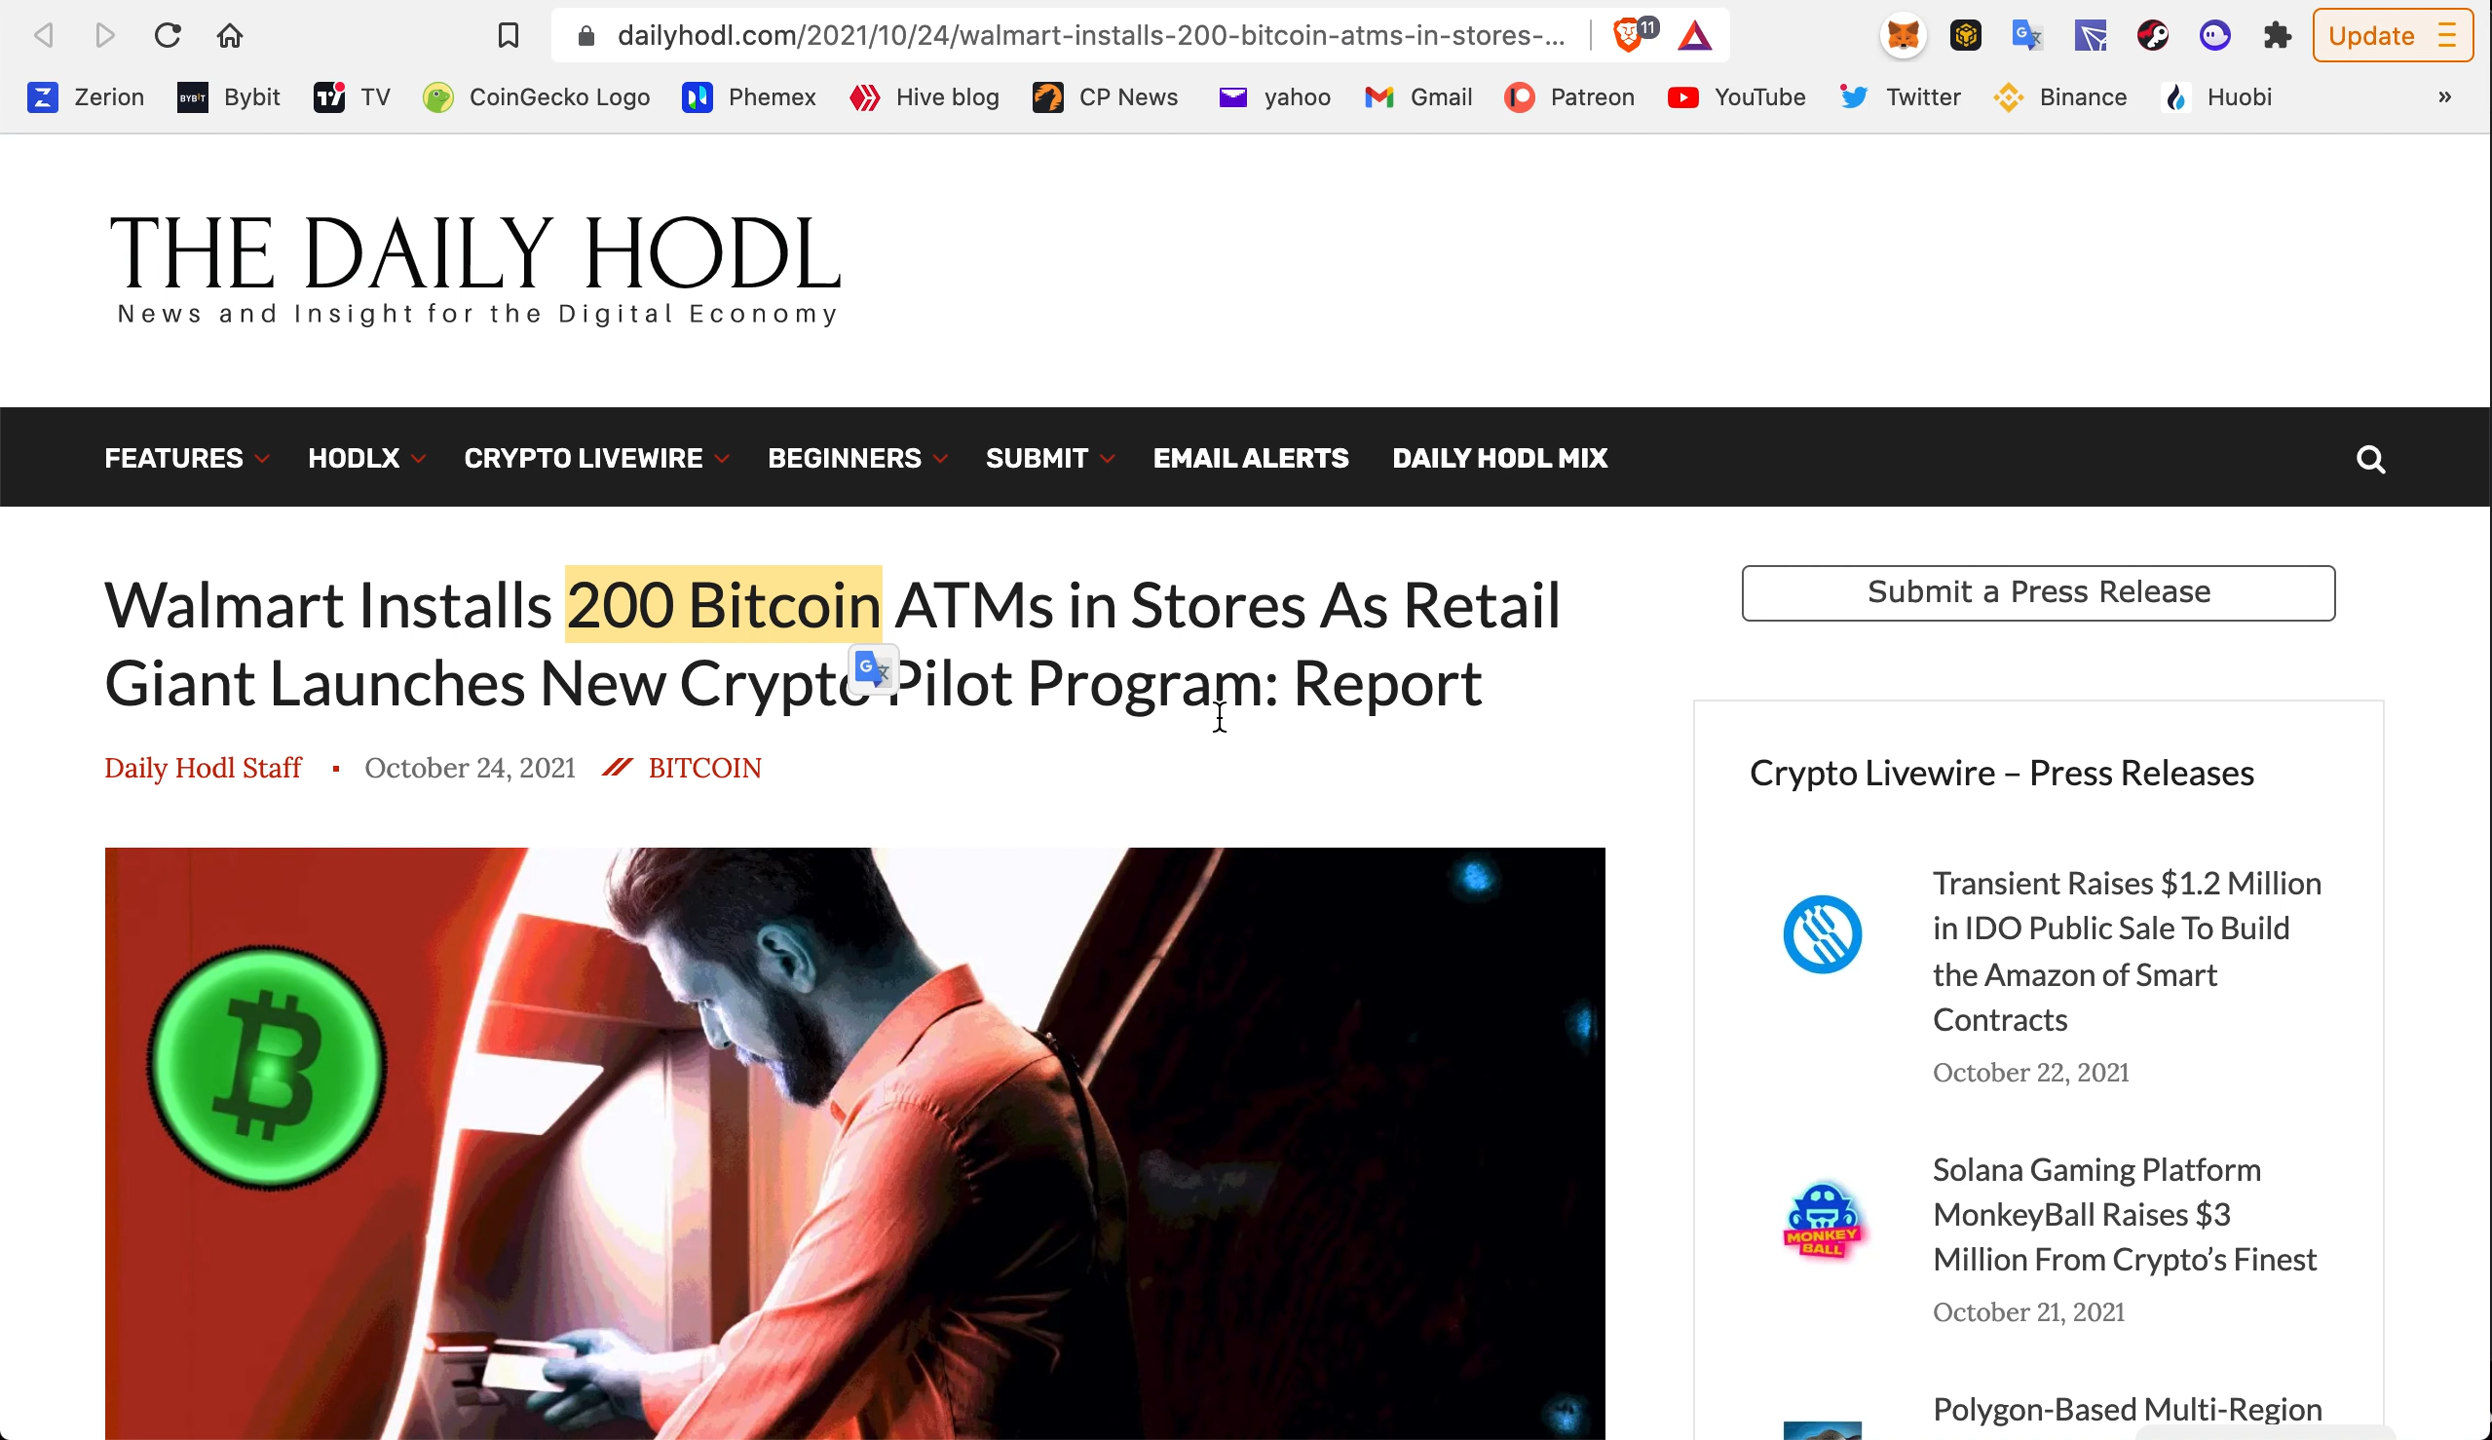 dailyhodl.com/2021/10/24/walmart-installs-200-bitcoin-atms-in-stores-...
11
Update
Zerion
BYBIT Bybit
TV
CoinGecko Logo
Phemex
Hive blog
CP News
yahoo
Gmail
Patreon
YouTube
Twitter
Binance
Huobi
»
THE DAILY HODL
News and Insight for the Digital Economy
FEATURES
HODLX
CRYPTO LIVEWIRE
BEGINNERS
SUBMIT
EMAIL ALERTS
DAILY HODL MIX
Walmart Installs 200 Bitcoin ATMs in Stores As Retail
Giant Launches New Crypto Pilot Program: Report
Daily Hodl Staff ▪ October 24, 2021 // BITCOIN
Submit a Press Release
Crypto Livewire – Press Releases
Transient Raises $1.2 Million
in IDO Public Sale To Build
the Amazon of Smart
Contracts
October 22, 2021
MONKEY
BALL
Solana Gaming Platform
MonkeyBall Raises $3
Million From Crypto’s Finest
October 21, 2021
Polygon-Based Multi-Region